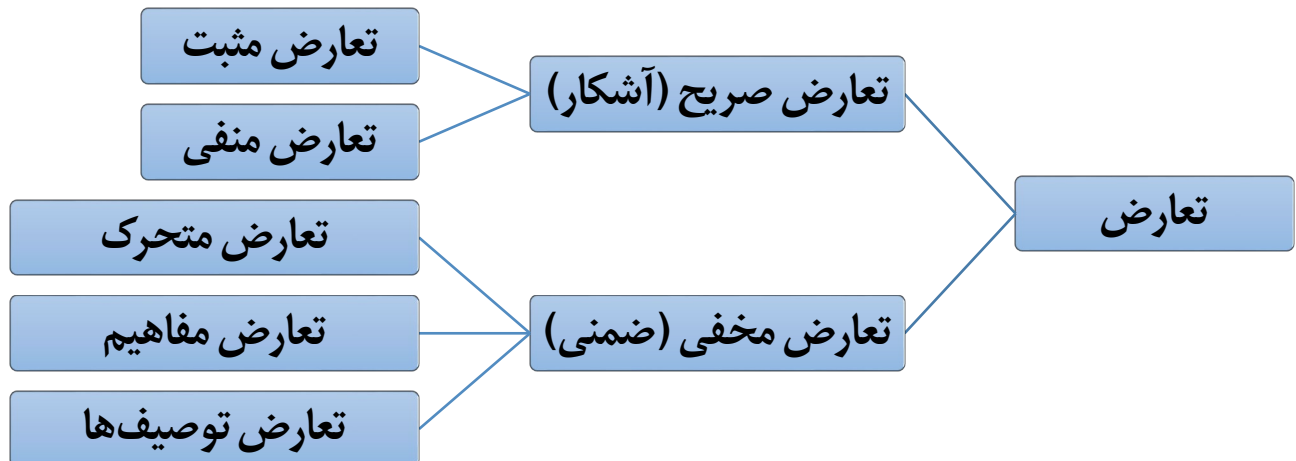 تعارض
تعارض صریح (آشکار)
تعارض مثبت
تعارض منفی
تعارض مخفی (ضمنی)
تعارض متحرک
تعارض مفاهیم
تعارض توصیف‌ها